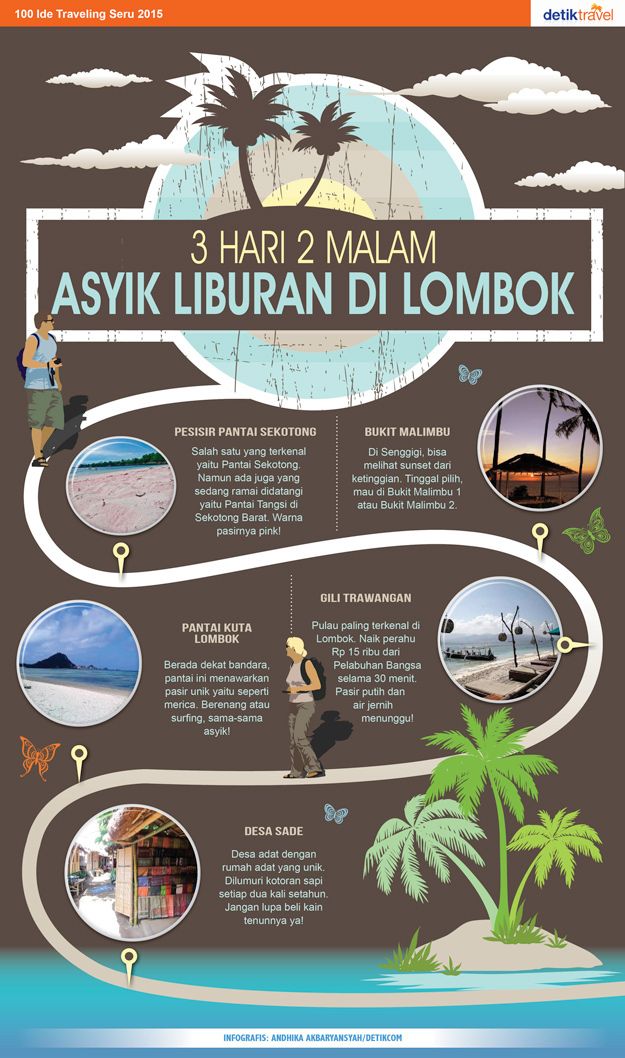 100 Ide Traveling Seru 2015
detiktravel
3 HARI 2 MALAM
ASYIK LIBURAN DI LOMBOK
PESISIR PANTAI SEKOTONG
Salah satu yang terkenal
yaitu Pantai Sekotong.
Namun ada juga yang
sedang ramai didatangi
yaitu Pantai Tangsi di
Sekotong Barat. Warna
pasirnya pink!
BUKIT MALIMBU
Di Senggigi, bisa
melihat sunset dari
ketinggian. Tinggal pilih,
mau di Bukit Malimbu 1
atau Bukit Malimbu 2.
GILI TRAWANGAN
Pulau paling terkenal di
Lombok. Naik perahu
Rp 15 ribu dari
Pelabuhan Bangsa
selama 30 menit.
Pasir putih dan
air jernih
menunggu!
PANTAI KUTA
LOMBOK
Berada dekat bandara,
pantai ini menawarkan
pasir unik yaitu seperti
merica. Berenang atau
surfing, sama-sama
asyik!
DESA SADE
Desa adat dengan
rumah adat yang unik.
Dilumuri kotoran sapi
setiap dua kali setahun.
Jangan lupa beli kain
tenunnya ya!
INFOGRAFIS: ANDHIKA AKBARYANSYAH/DETIKCOM